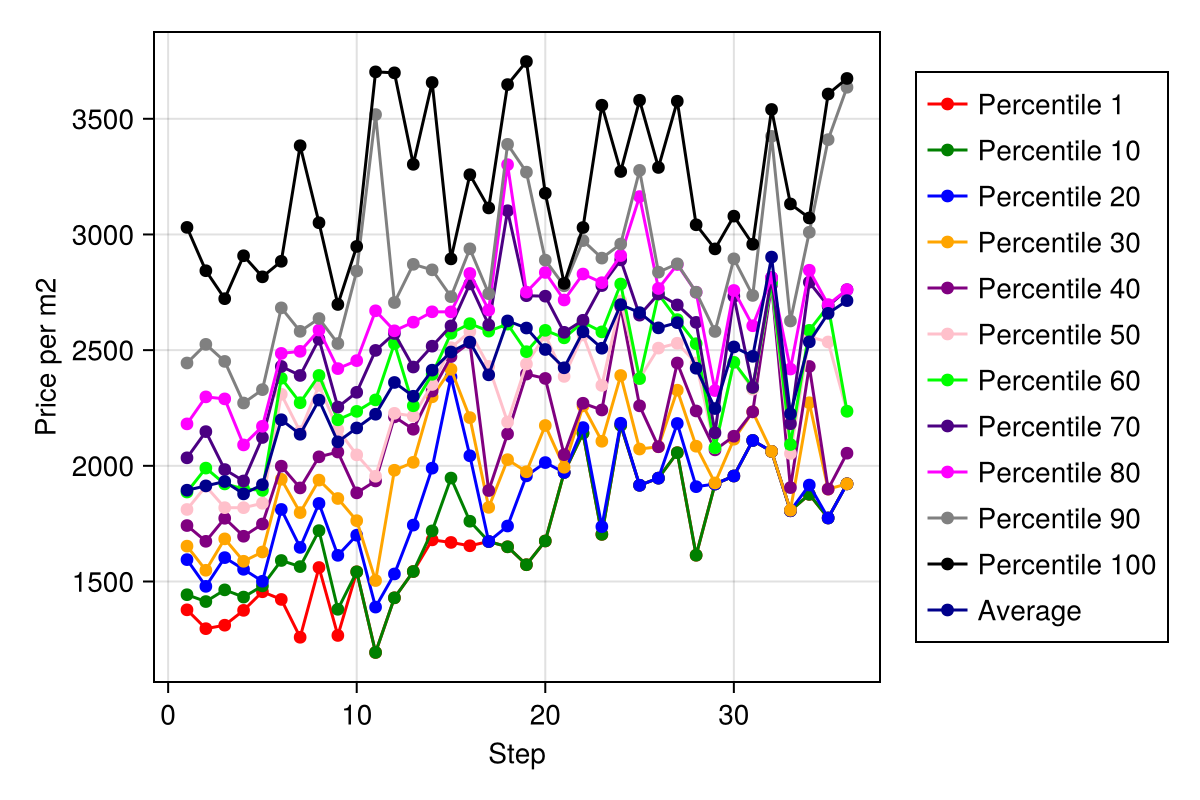 3500
3000
2500
2000
1500
Price per m2
0
10
20
30
Step
Percentile 1
Percentile 10
Percentile 20
Percentile 30
Percentile 40
Percentile 50
Percentile 60
Percentile 70
Percentile 80
Percentile 90
Percentile 100
Average